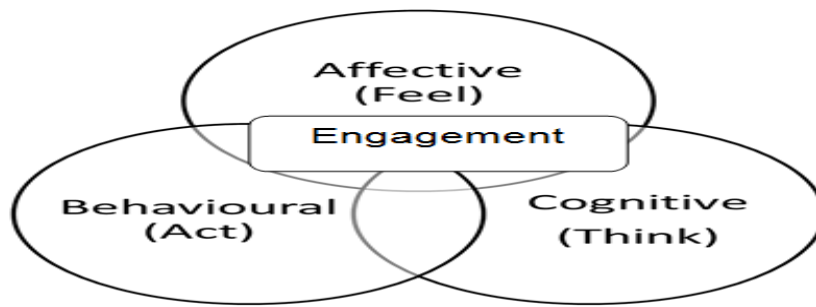 Affective
(Feel)
Engagement
Behavioural
(Act)
Cognitive
(Think)